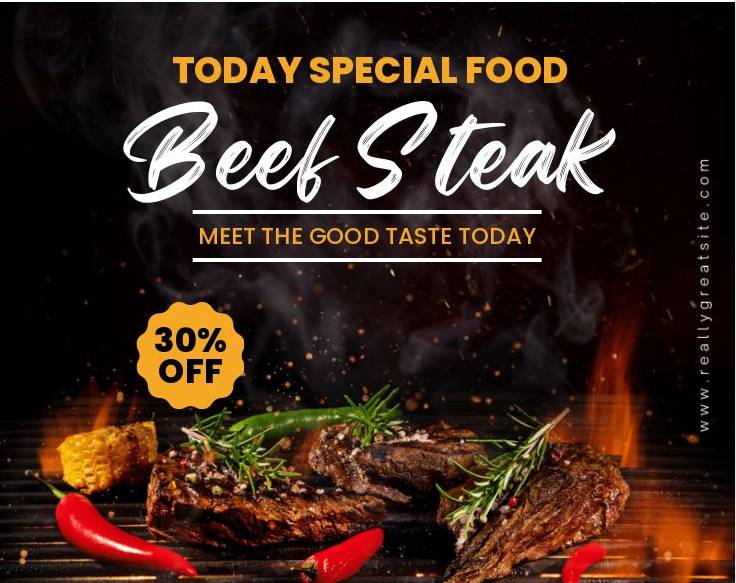 TODAY SPECIAL FOOD
Beef Steak
MEET THE GOOD TASTE TODAY
30%
OFF
www.reallygreatsite.com